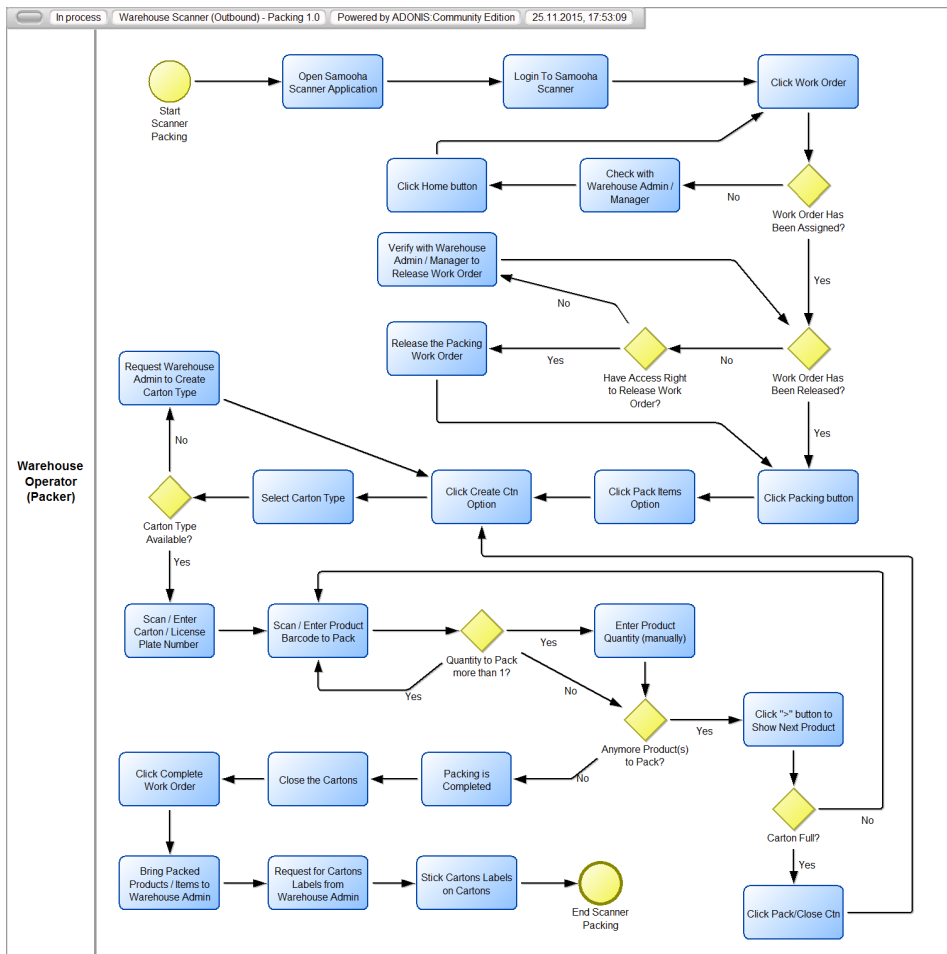 In process
Warehouse Scanner (Outbound) - Packing 1.0
Powered by ADONIS:Community Edition
25.11.2015, 17:53:09
Warehouse
Operator
(Packer)
Start
Scanner
Packing
Open Samooha
Scanner Application
Login To Samooha
Scanner
Click Work Order
Click Home button
Check with
Warehouse Admin /
Manager
No
Work Order Has
Been Assigned?
Yes
Verify with Warehouse
Admin / Manager to
Release Work Order
No
Release the Packing
Work Order
Yes
Have Access Right
to Release Work
Order?
No
Work Order Has
Been Released?
Yes
Request Warehouse
Admin to Create
Carton Type
No
Carton Type
Available?
Yes
Select Carton Type
Click Create Ctn
Option
Click Pack Items
Option
Click Packing button
Scan / Enter
Carton / License
Plate Number
Scan / Enter Product
Barcode to Pack
Quantity to Pack
more than 1?
Yes
Yes
No
Enter Product
Quantity (manually)
Anymore Product(s)
to Pack?
Yes
No
Click ">" button to
Show Next Product
Carton Full?
No
Yes
Click Pack/Close Ctn
Packing is
Completed
Close the Cartons
Click Complete
Work Order
Bring Packed
Products / Items to
Warehouse Admin
Request for Cartons
Labels from
Warehouse Admin
Stick Cartons Labels
on Cartons
End Scanner
Packing